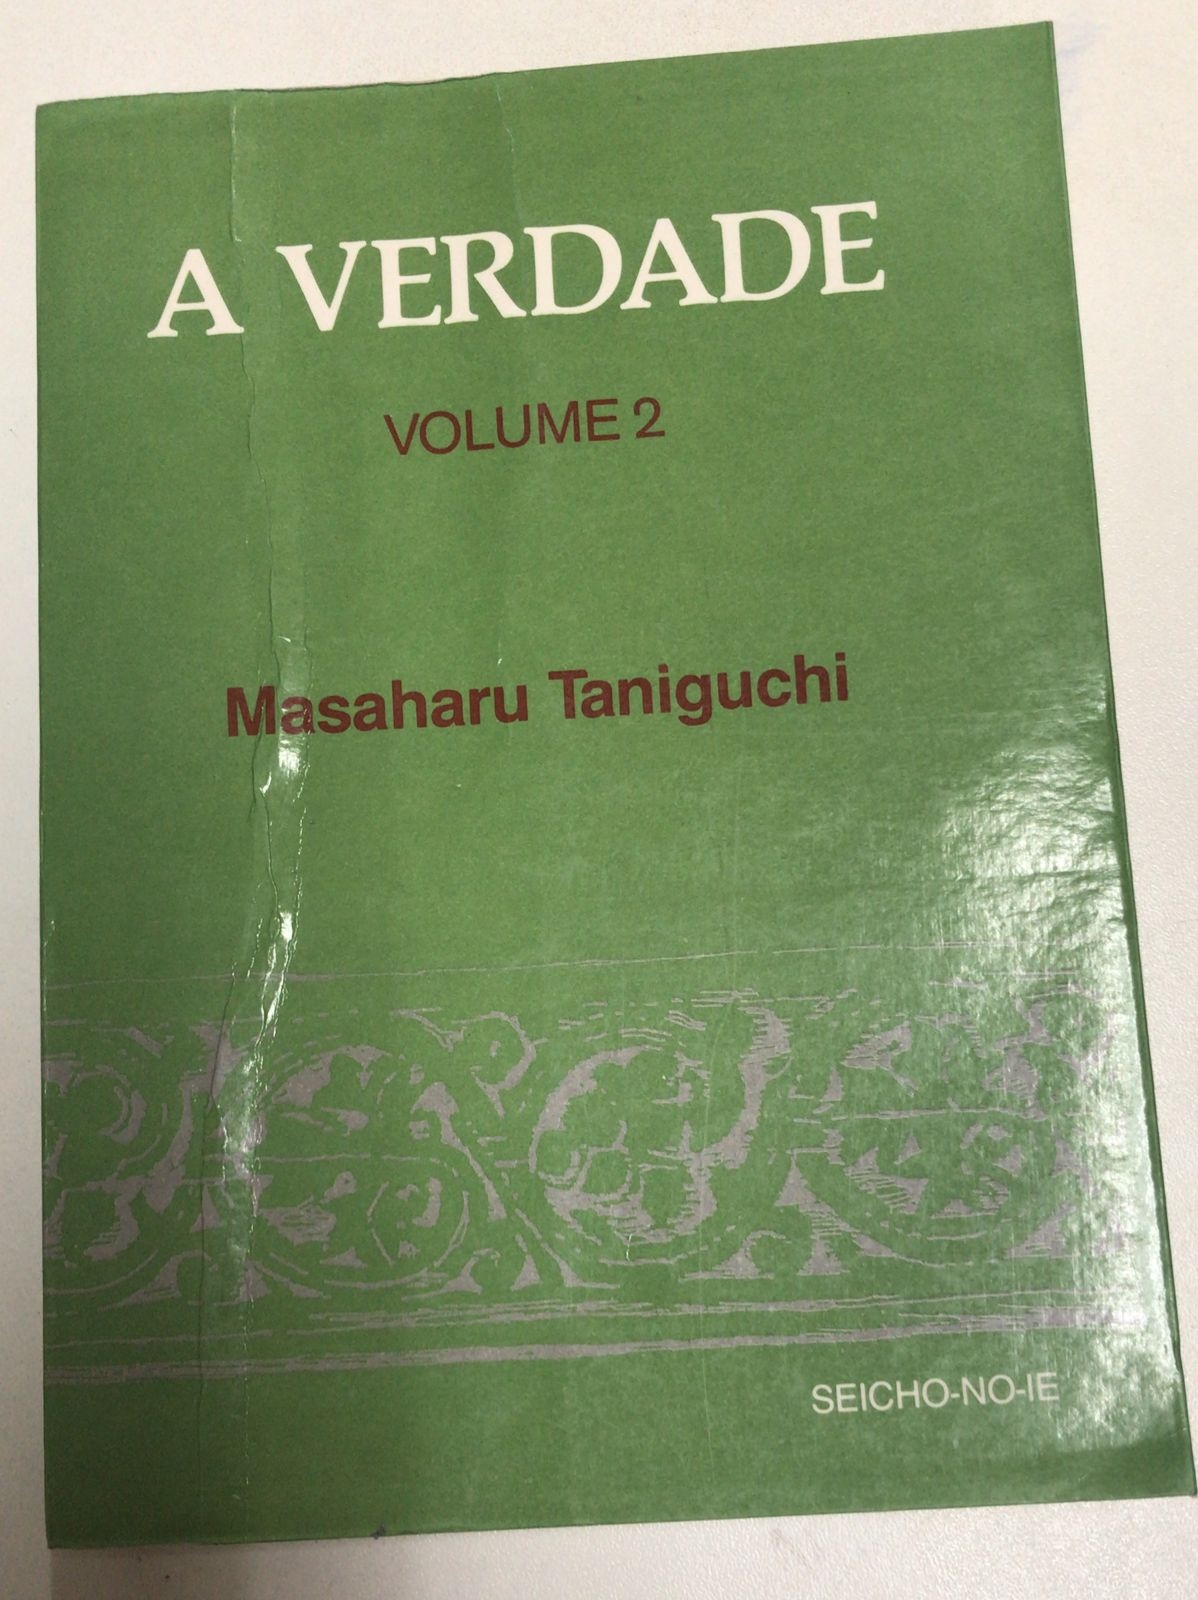 A VERDADE
VOLUME 2
Masaharu Taniguchi
SEICHO-NO-IE